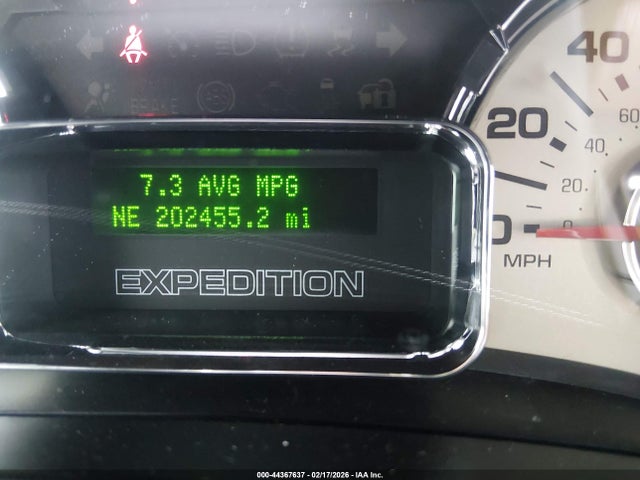 BRAKE
7.3 AVG MPG
NE 202455.2 mi
EXPEDITION
40
60
40
20
20
0
0
MPH
000-44367637 - 02/17/2026 - IAA Inc.